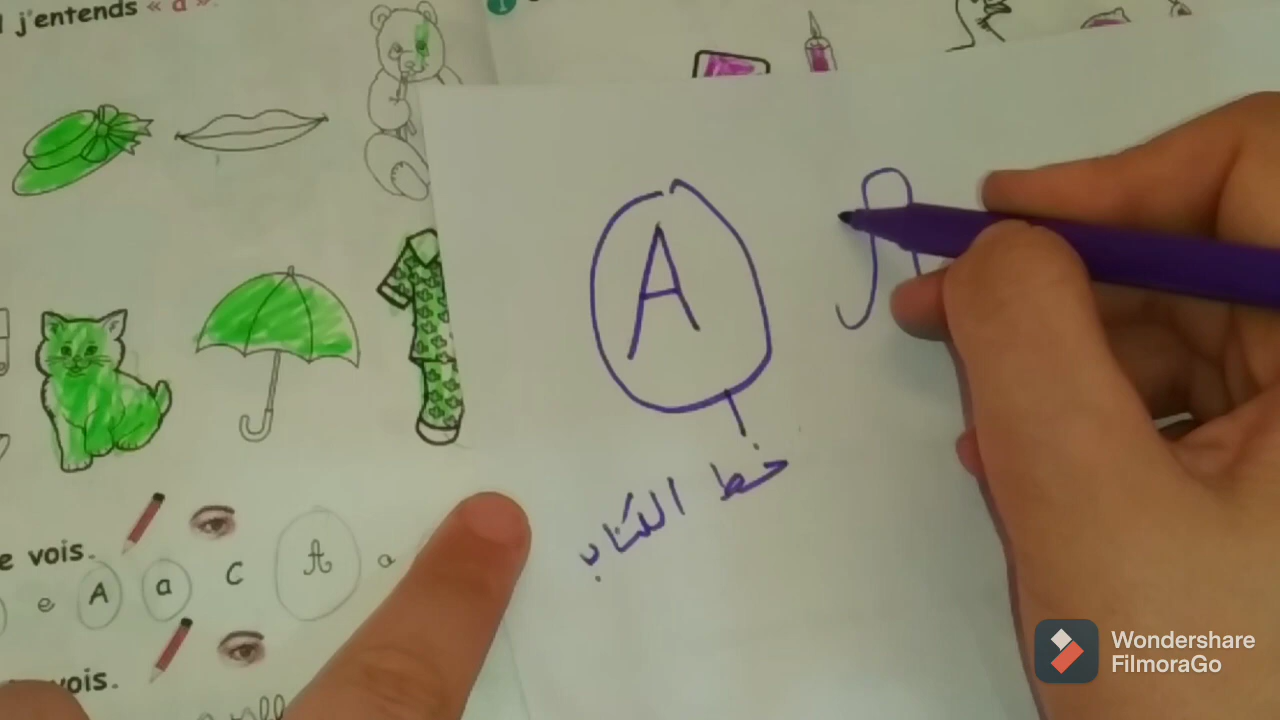 j'entends « a ».
A
خط الكتاب
e vois.
e A a C A a
vois.
Wondershare
FilmoraGo